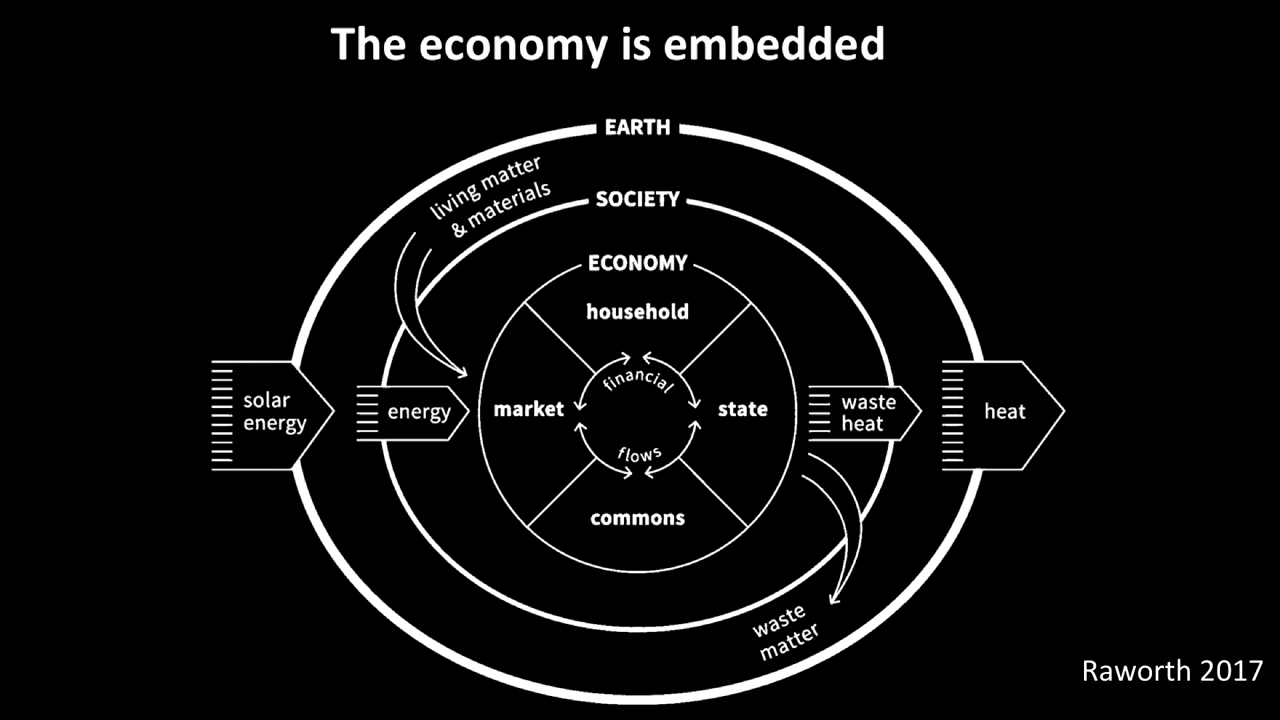 The economy is embedded
EARTH
living matter
& materials
SOCIETY
ECONOMY
household
financial
solar
energy
energy
market
state
waste
heat
heat
flows
commons
waste
matter
Raworth 2017